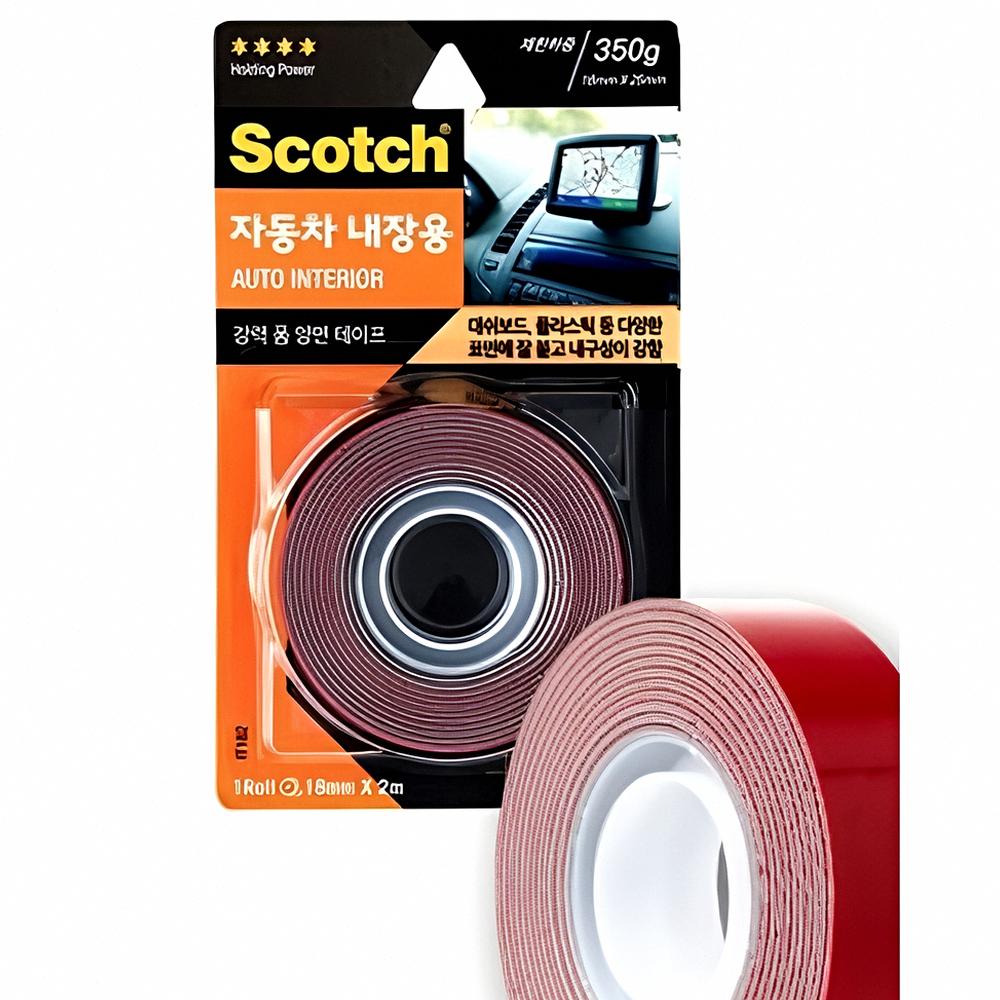 Holding Power
350g
Scotch
자동차 내장용
AUTO INTERIOR
강력 폼 양면 테이프
대쉬보드, 플라스틱 등 다양한
표면에 잘 붙고 내구성이 강함
1Roll, 18mm X 2m